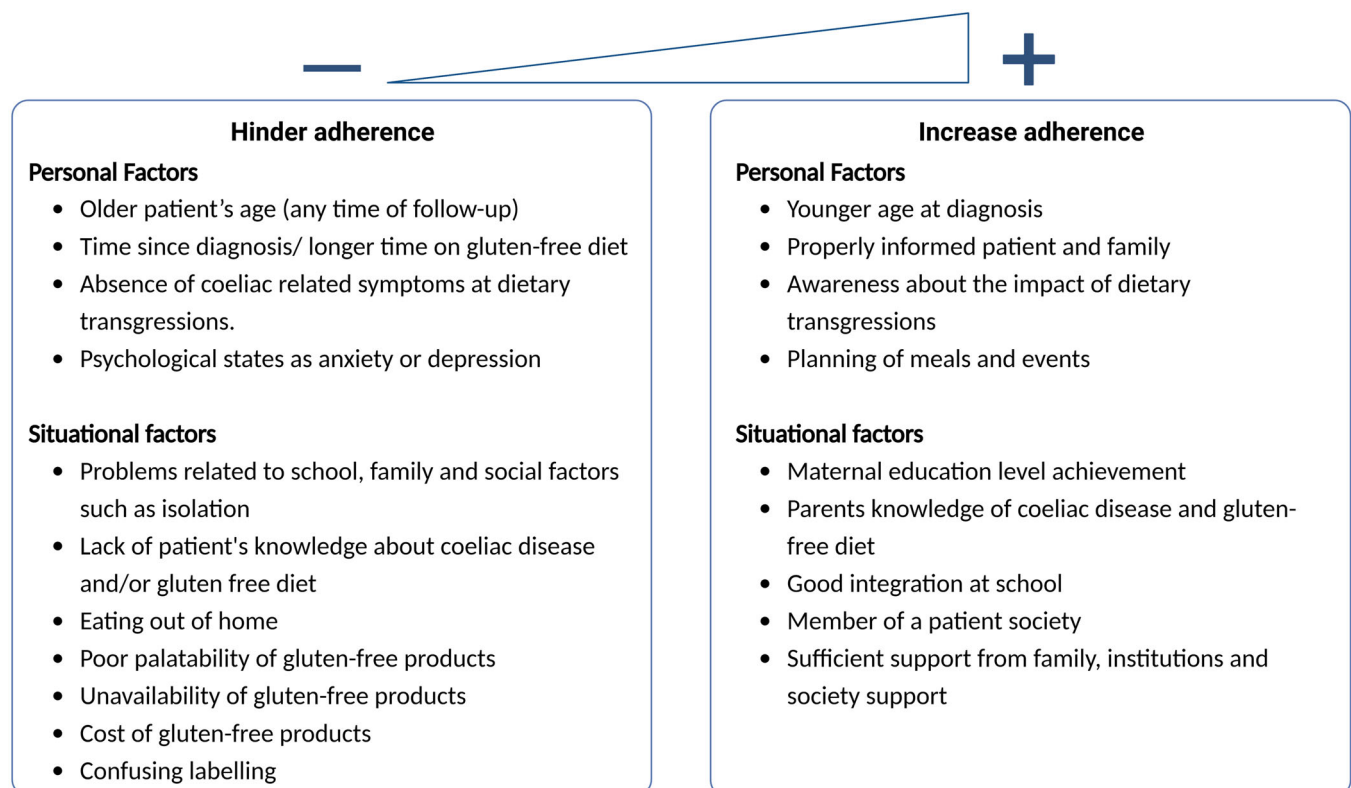 Hinder adherence
Personal Factors
• Older patient’s age (any time of follow-up)
• Time since diagnosis/ longer time on gluten-free diet
• Absence of coeliac related symptoms at dietary
transgressions.
• Psychological states as anxiety or depression
Situational factors
• Problems related to school, family and social factors
such as isolation
• Lack of patient's knowledge about coeliac disease
and/or gluten free diet
• Eating out of home
• Poor palatability of gluten-free products
• Unavailability of gluten-free products
• Cost of gluten-free products
• Confusing labelling
Increase adherence
Personal Factors
• Younger age at diagnosis
• Properly informed patient and family
• Awareness about the impact of dietary
transgressions
• Planning of meals and events
Situational factors
• Maternal education level achievement
• Parents knowledge of coeliac disease and gluten-
free diet
• Good integration at school
• Member of a patient society
• Sufficient support from family, institutions and
society support